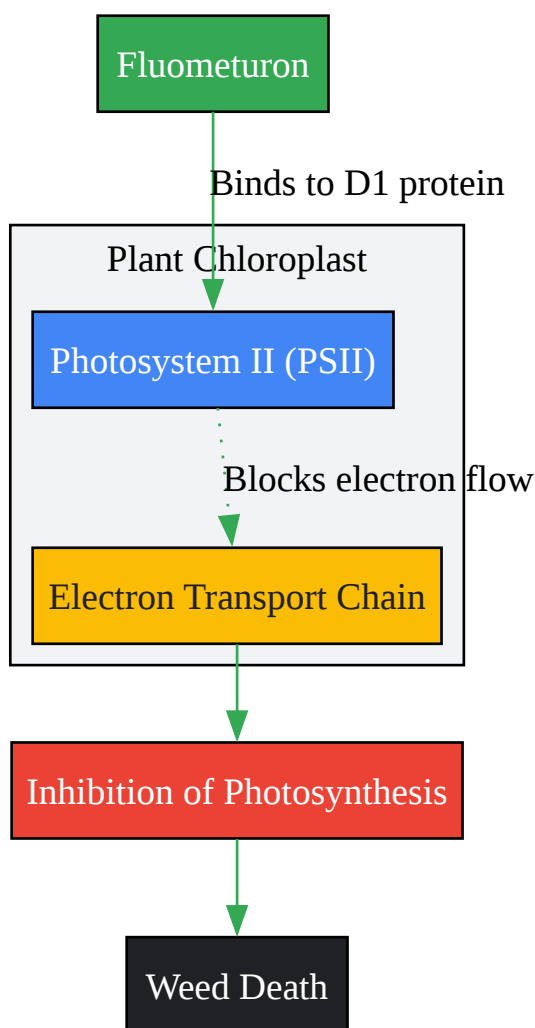 Fluometuron
Binds to D1 protein
Plant Chloroplast
Photosystem II (PSII)
Blocks electron flow
Electron Transport Chain
Inhibition of Photosynthesis
Weed Death